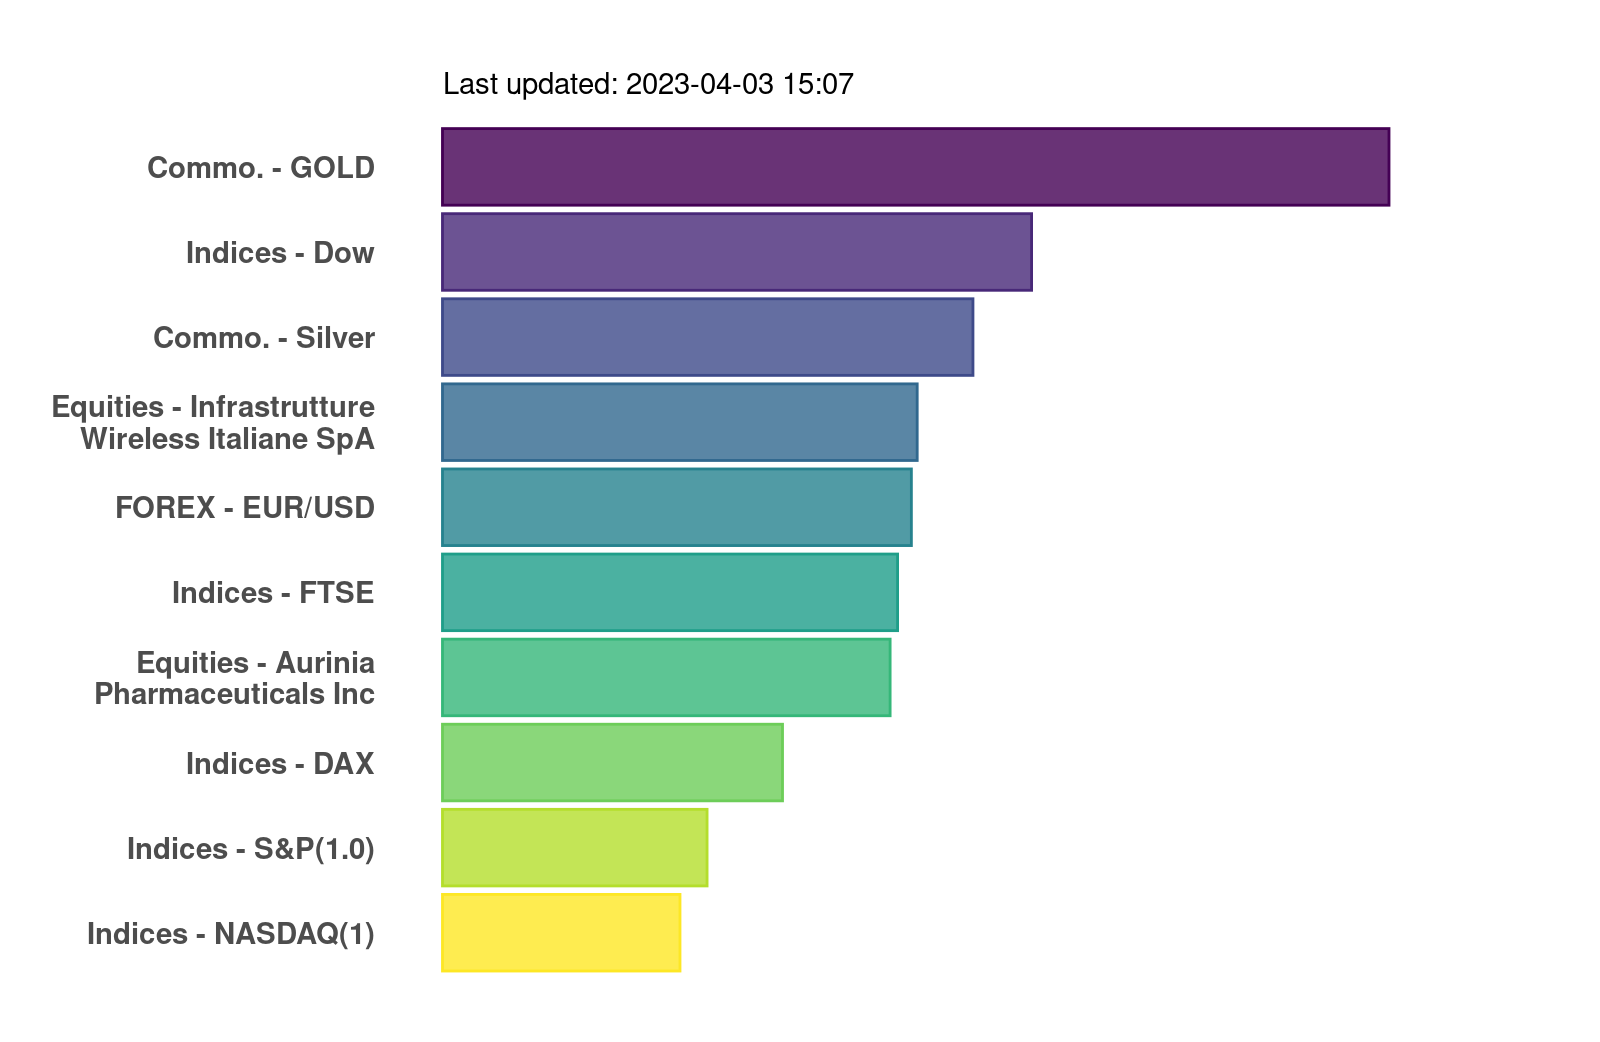 Last updated: 2023-04-03 15:07
Commo. - GOLD
Indices - Dow
Commo. - Silver
Equities - Infrastrutture
Wireless Italiane SpA
FOREX - EUR/USD
Indices - FTSE
Equities - Aurinia
Pharmaceuticals Inc
Indices - DAX
Indices - S&P(1.0)
Indices - NASDAQ(1)